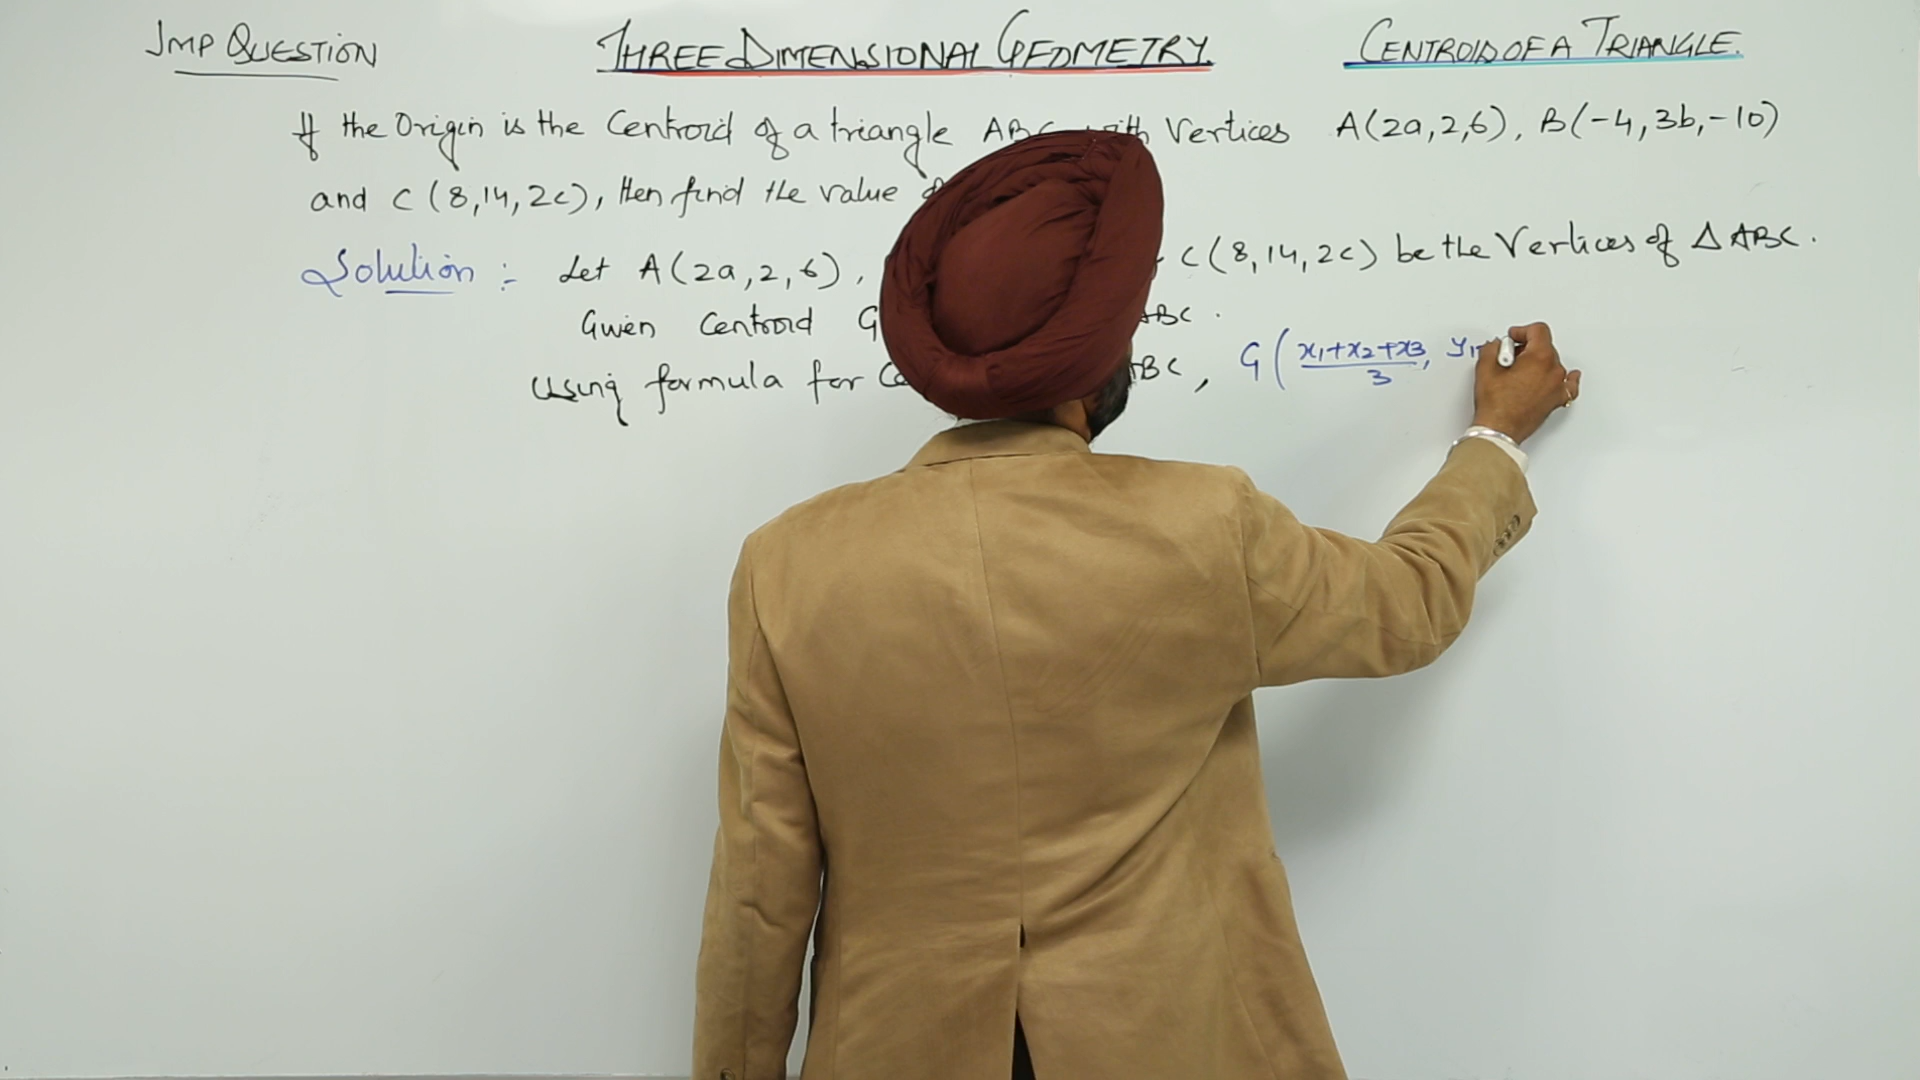 IMP QUESTION
THREE DIMENSIONAL GEOMETRY.
CENTROID OF A TRIANGLE.
If the Origin is the Centroid of a triangle ABC with Vertices A(2a,2,6), B(-4,3b,-10)
and C (8,14,2c), then find the value
Solution :- Let A(2a,2,6), C(8,14,2c) be the Vertices of Δ ABC.
Given Centroid G ABC.
Using formula for ABC, G(x₁+x₂+x₃/3, y₁+